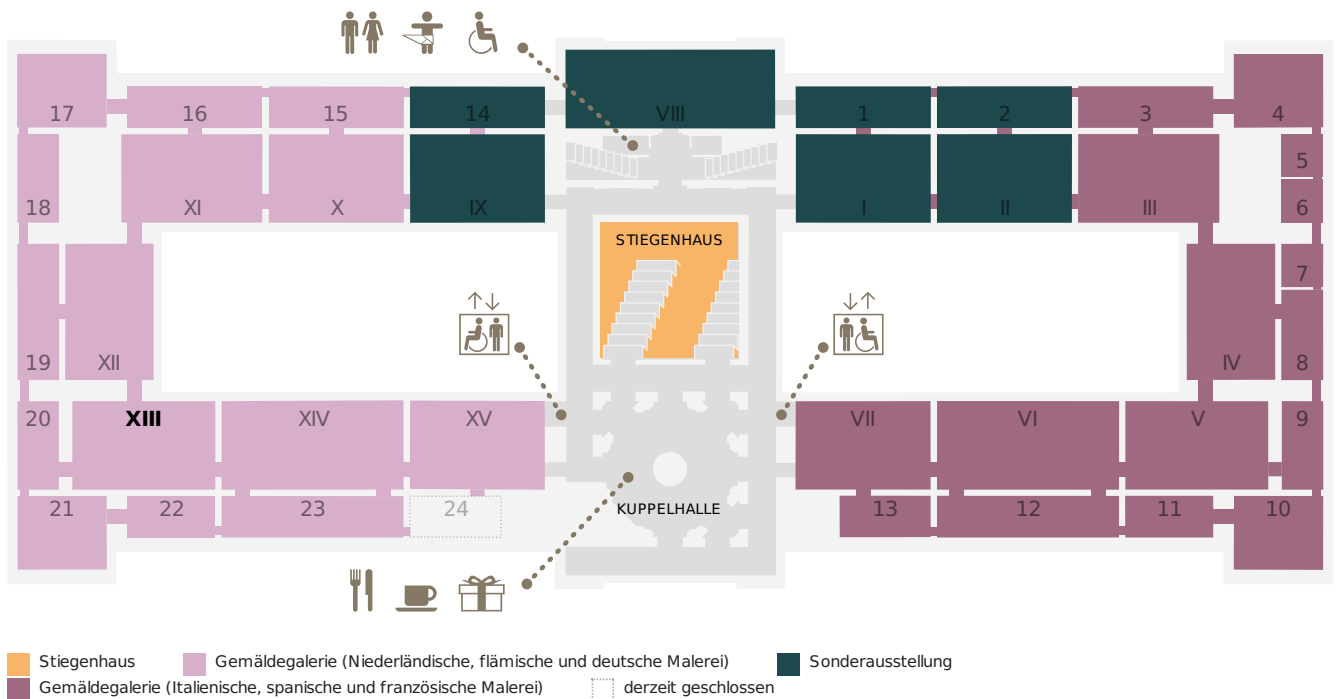 17 16 15 14 VIII 1 2 3 4
5
18 XI X IX I II III 6
STIEGENHAUS
7
19 XII IV 8
20 XIII XIV XV VII VI V 9
21 22 23 24 KUPPELHALLE 13 12 11 10
Stiegenhaus Gemäldegalerie (Niederländische, flämische und deutsche Malerei) Sonderausstellung
Gemäldegalerie (Italienische, spanische und französische Malerei) derzeit geschlossen